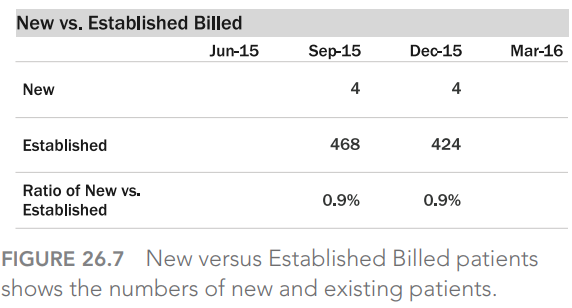 New vs. Established Billed
Jun-15 Sep-15 Dec-15 Mar-16
New 4 4
Established 468 424
Ratio of New vs.
Established 0.9% 0.9%
FIGURE 26.7 New versus Established Billed patients
shows the numbers of new and existing patients.